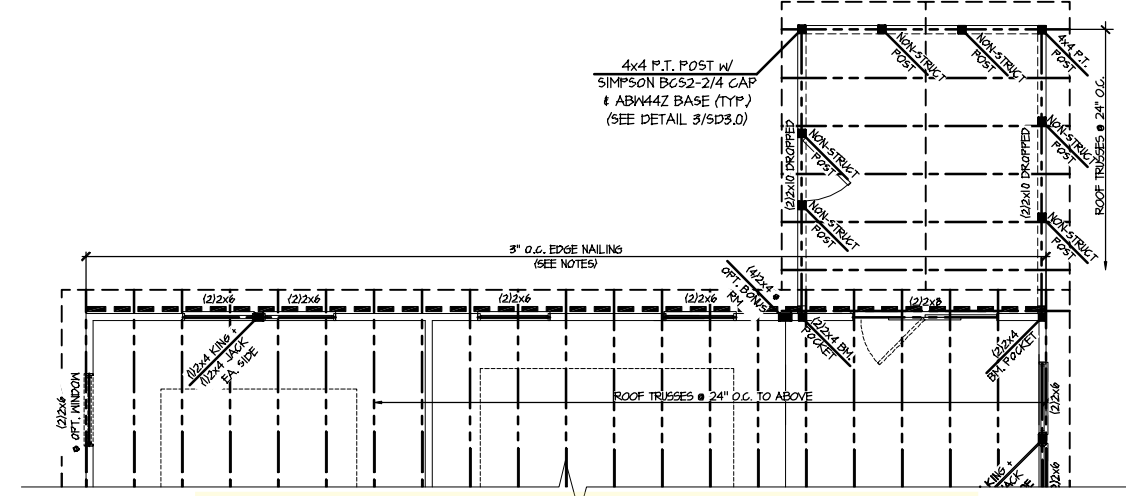 4x4 P.T. POST W/
SIMPSON BCS2-2/4 CAP
& ABW44Z BASE (TYP.)
(SEE DETAIL 3/SD3.0)
NON-STRUCT
POST
NON-STRUCT
POST
4x4 P.T.
POST
(2)2x10 DROPPED
NON-STRUCT
POST
NON-STRUCT
POST
(2)2x10 DROPPED
NON-STRUCT
POST
NON-STRUCT
POST
ROOF TRUSSES @ 24" O.C.
3" O.C. EDGE NAILING
(SEE NOTES)
(2)2x6
(2)2x6
(2)2x6
(2)2x6
(4)2x4 @
OPT. BONUS
RM.
(2)2x8
(1)2x4 KING +
(1)2x4 JACK
EA. SIDE
(2)2x4 BM.
POCKET
(2)2x4
BM. POCKET
(2)2x6
@ OPT. WINDOW
ROOF TRUSSES @ 24" O.C. TO ABOVE
(2)2x6
KING +
JACK
(2)2x6